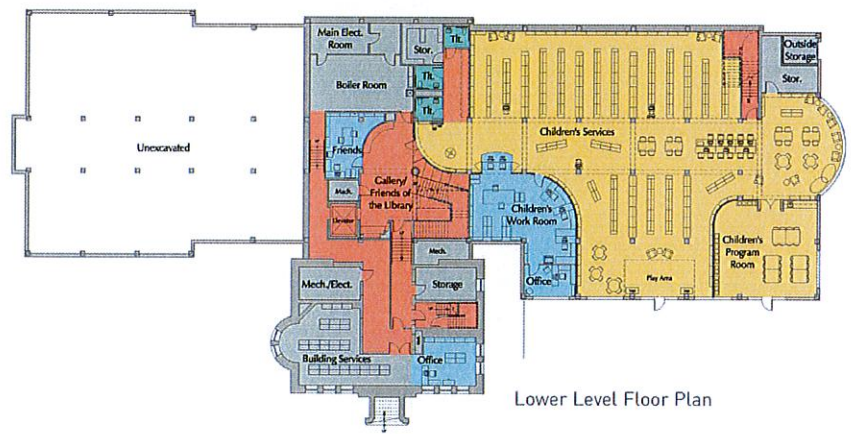 Main Elect.
Room
Stor.
Tlt.
Outside
Storage
Stor.
Boiler Room
Tlt.
Tlt.
Unexcavated
Friends
Children's Services
Gallery/
Friends of
the Library
Mech.
Elevator
Children's
Work Room
Children's
Program
Room
Mech.
Office
Play Area
Mech./Elect.
Storage
Building Services
Office
Lower Level Floor Plan